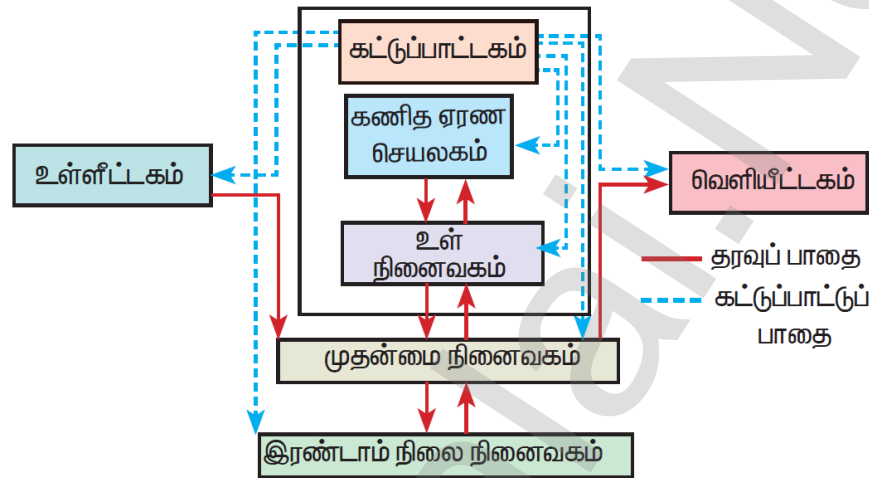 கட்டுப்பாட்டகம்
கணித ஏரண
செயலகம்
உள்ளீட்டகம்
வெளியீட்டகம்
உள்
நினைவகம்
தரவுப் பாதை
கட்டுப்பாட்டுப்
பாதை
முதன்மை நினைவகம்
இரண்டாம் நிலை நினைவகம்